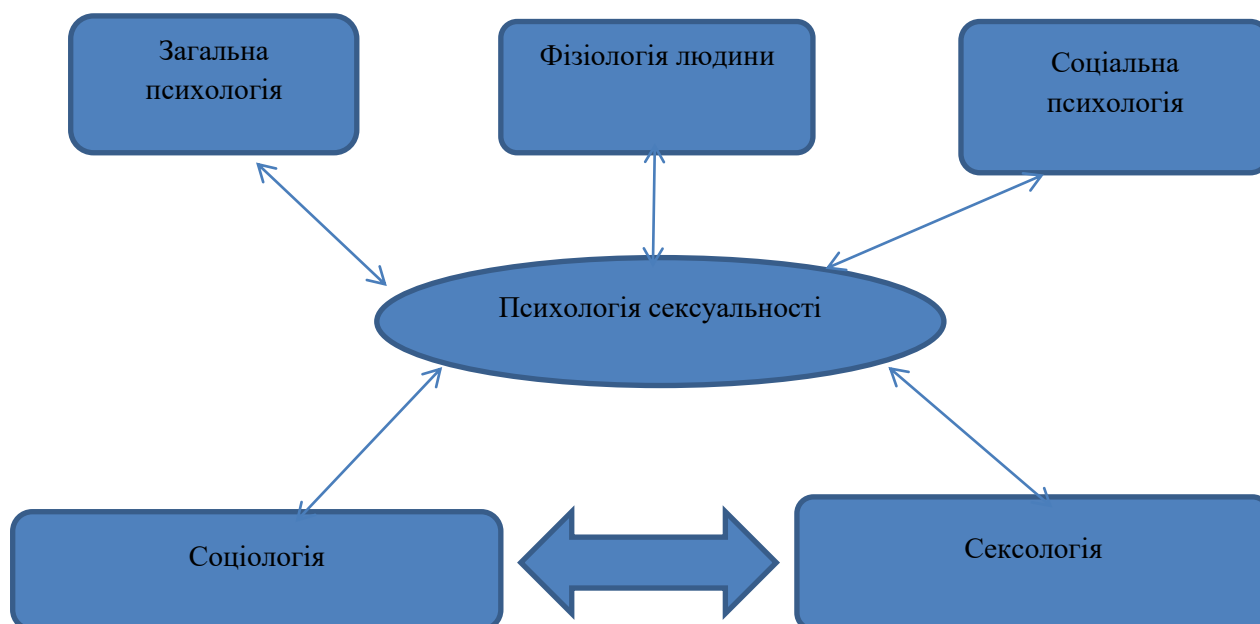 Загальна
психологія
Фізіологія людини
Соціальна
психологія
Психологія сексуальності
Соціологія
Сексологія